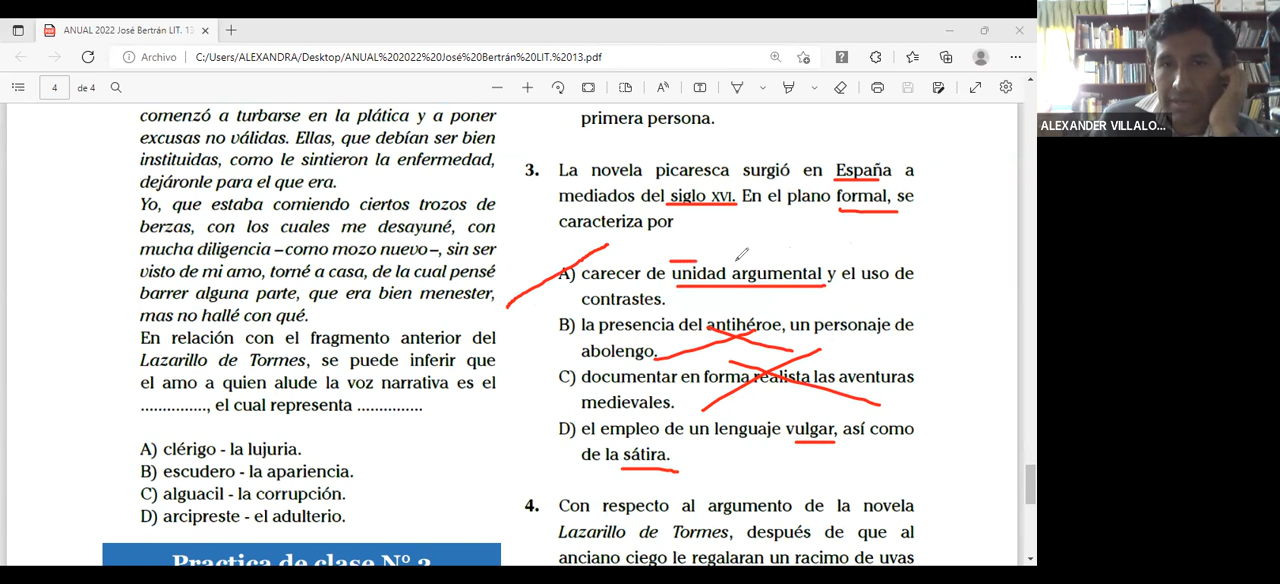 ANUAL 2022 José Bertrán LIT. 13
Archivo
C:/Users/ALEXANDRA/Desktop/ANUAL%202022%20José%20Bertrán%20LIT.%2013.pdf
4
de 4
ALEXANDER VILLALO...
comenzó a turbarse en la plática y a poner
excusas no válidas. Ellas, que debían ser bien
instituidas, como le sintieron la enfermedad,
dejáronle para el que era.
Yo, que estaba comiendo ciertos trozos de
berzas, con los cuales me desayuné, con
mucha diligencia –como mozo nuevo–, sin ser
visto de mi amo, torné a casa, de la cual pensé
barrer alguna parte, que era bien menester,
mas no hallé con qué.
En relación con el fragmento anterior del
Lazarillo de Tormes, se puede inferir que
el amo a quien alude la voz narrativa es el
..............., el cual representa ...............
A) clérigo - la lujuria.
B) escudero - la apariencia.
C) alguacil - la corrupción.
D) arcipreste - el adulterio.
Practica de clase N° 2
primera persona.
3. La novela picaresca surgió en España a
mediados del siglo XVI. En el plano formal, se
caracteriza por
A) carecer de unidad argumental y el uso de
contrastes.
B) la presencia del antihéroe, un personaje de
abolengo.
C) documentar en forma realista las aventuras
medievales.
D) el empleo de un lenguaje vulgar, así como
de la sátira.
4. Con respecto al argumento de la novela
Lazarillo de Tormes, después de que al
anciano ciego le regalaran un racimo de uvas